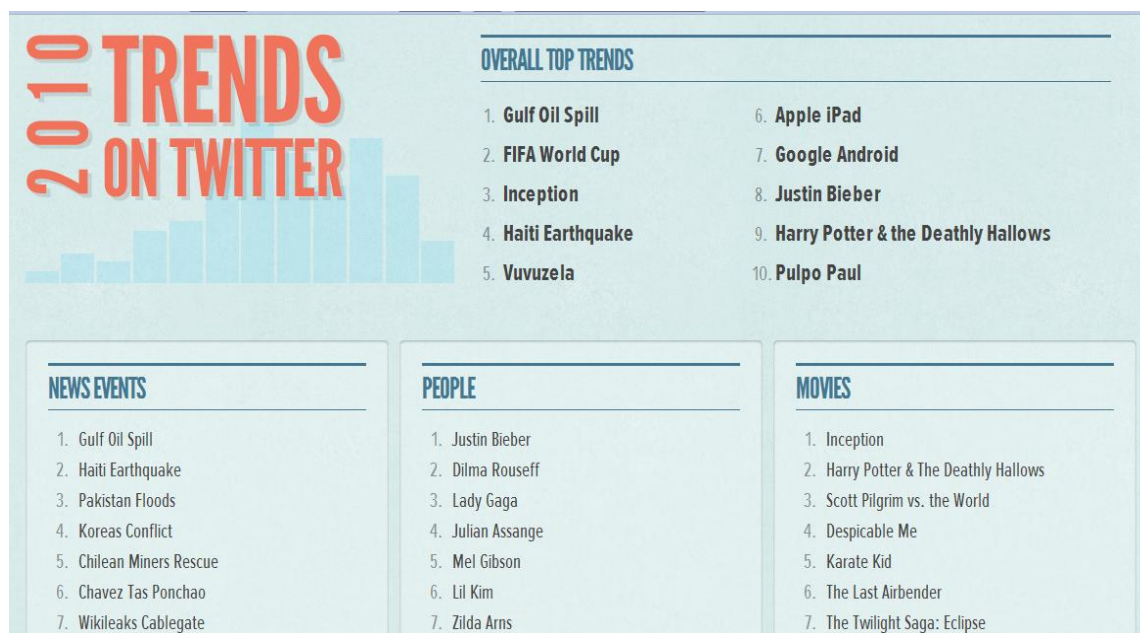 2010
TRENDS
ON TWITTER
OVERALL TOP TRENDS
1. Gulf Oil Spill
2. FIFA World Cup
3. Inception
4. Haiti Earthquake
5. Vuvuzela
6. Apple iPad
7. Google Android
8. Justin Bieber
9. Harry Potter & the Deathly Hallows
10. Pulpo Paul
NEWS EVENTS
1. Gulf Oil Spill
2. Haiti Earthquake
3. Pakistan Floods
4. Koreas Conflict
5. Chilean Miners Rescue
6. Chavez Tas Ponchao
7. Wikileaks Cablegate
PEOPLE
1. Justin Bieber
2. Dilma Rouseff
3. Lady Gaga
4. Julian Assange
5. Mel Gibson
6. Lil Kim
7. Zilda Arns
MOVIES
1. Inception
2. Harry Potter & The Deathly Hallows
3. Scott Pilgrim vs. the World
4. Despicable Me
5. Karate Kid
6. The Last Airbender
7. The Twilight Saga: Eclipse